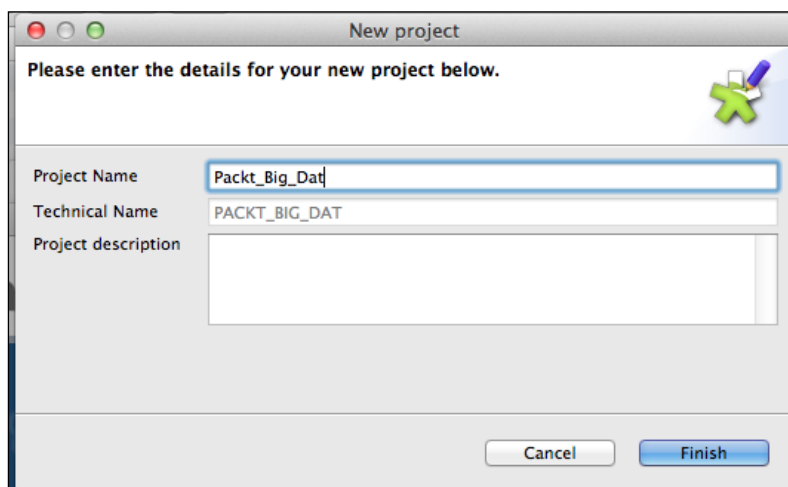 New project
Please enter the details for your new project below.
Project Name Packt_Big_Dat
Technical Name PACKT_BIG_DAT
Project description
Cancel Finish